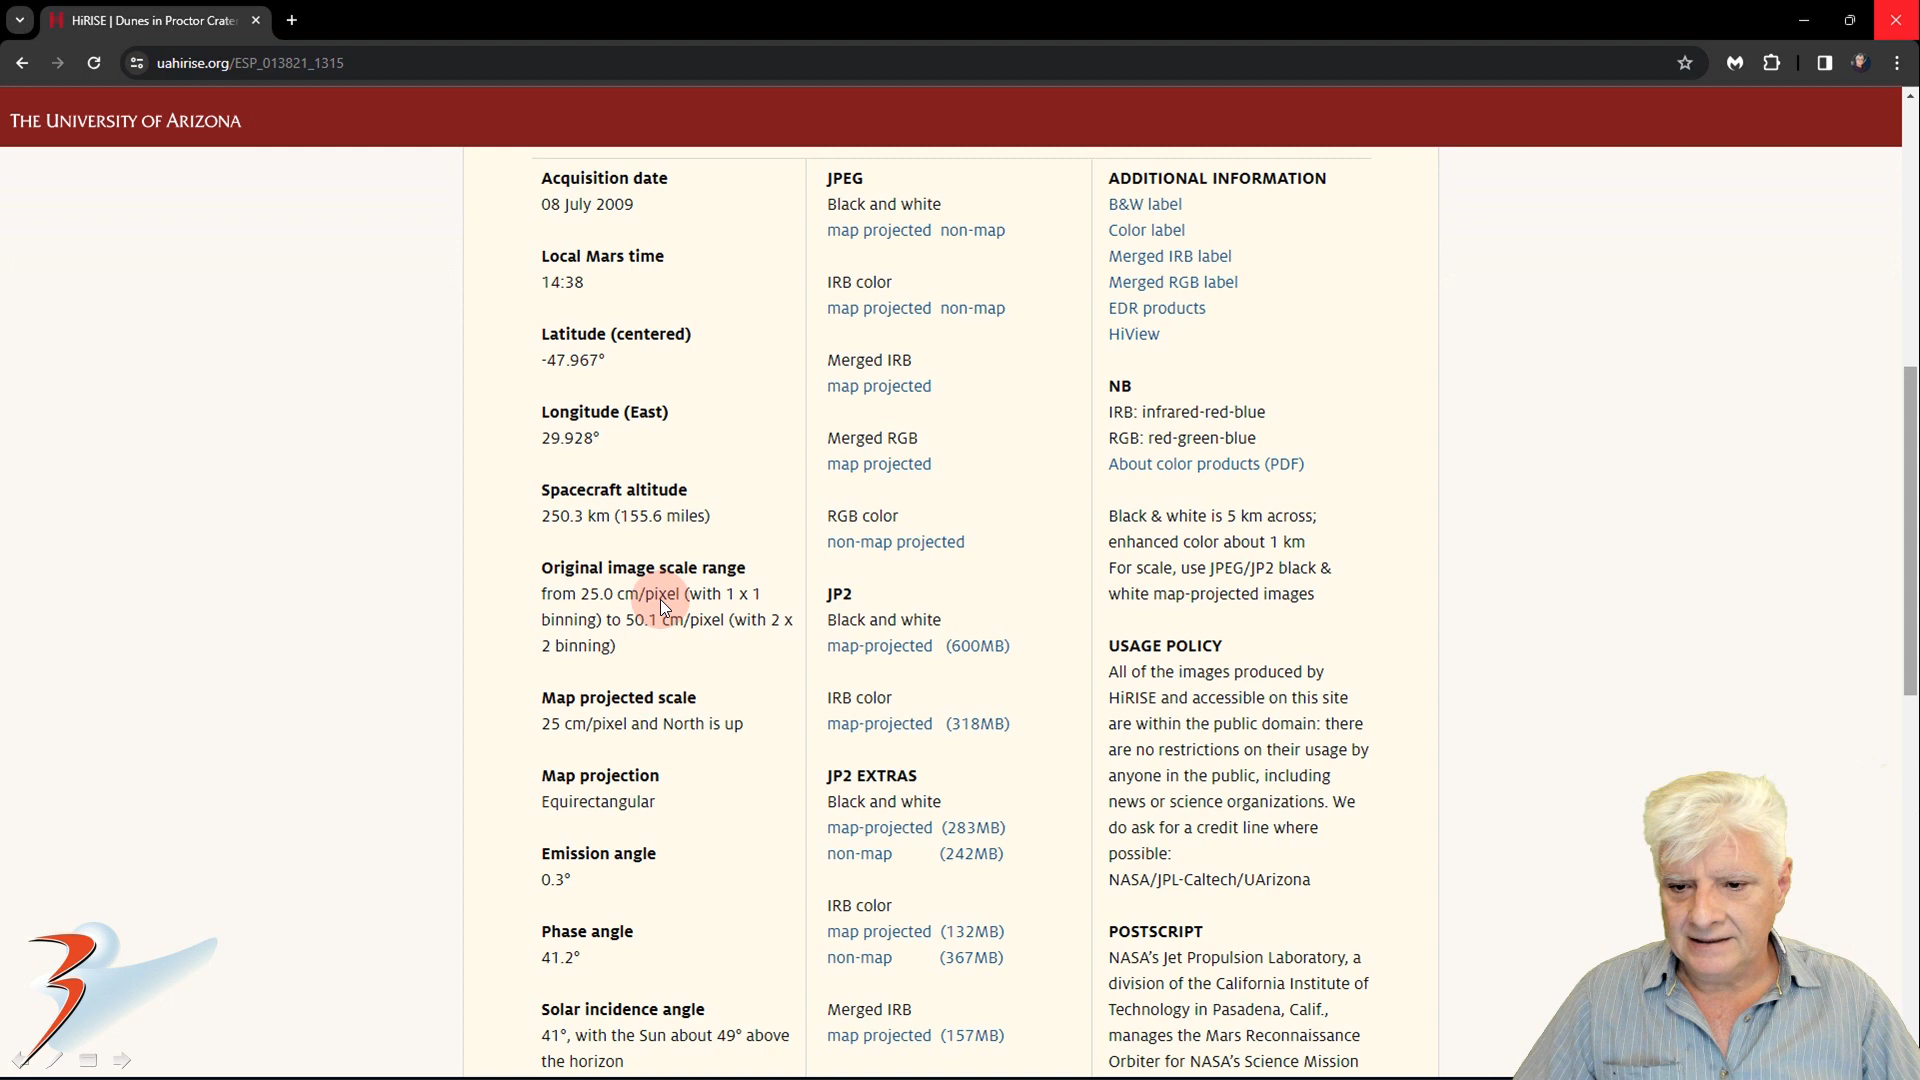 HiRISE | Dunes in Proctor Crate
uahirise.org/ESP_013821_1315
THE UNIVERSITY OF ARIZONA
Acquisition date
08 July 2009
Local Mars time
14:38
Latitude (centered)
-47.967°
Longitude (East)
29.928°
Spacecraft altitude
250.3 km (155.6 miles)
Original image scale range
from 25.0 cm/pixel (with 1 x 1
binning) to 50.1 cm/pixel (with 2 x
2 binning)
Map projected scale
25 cm/pixel and North is up
Map projection
Equirectangular
Emission angle
0.3°
Phase angle
41.2°
Solar incidence angle
41°, with the Sun about 49° above
the horizon
JPEG
Black and white
map projected non-map
IRB color
map projected non-map
Merged IRB
map projected
Merged RGB
map projected
RGB color
non-map projected
JP2
Black and white
map-projected (600MB)
IRB color
map-projected (318MB)
JP2 EXTRAS
Black and white
map-projected (283MB)
non-map (242MB)
IRB color
map projected (132MB)
non-map (367MB)
Merged IRB
map projected (157MB)
ADDITIONAL INFORMATION
B&W label
Color label
Merged IRB label
Merged RGB label
EDR products
HiView
NB
IRB: infrared-red-blue
RGB: red-green-blue
About color products (PDF)
Black & white is 5 km across;
enhanced color about 1 km
For scale, use JPEG/JP2 black &
white map-projected images
USAGE POLICY
All of the images produced by
HiRISE and accessible on this site
are within the public domain: there
are no restrictions on their usage by
anyone in the public, including
news or science organizations. We
do ask for a credit line where
possible:
NASA/JPL-Caltech/UArizona
POSTSCRIPT
NASA's Jet Propulsion Laboratory, a
division of the California Institute of
Technology in Pasadena, Calif.,
manages the Mars Reconnaissance
Orbiter for NASA's Science Mission